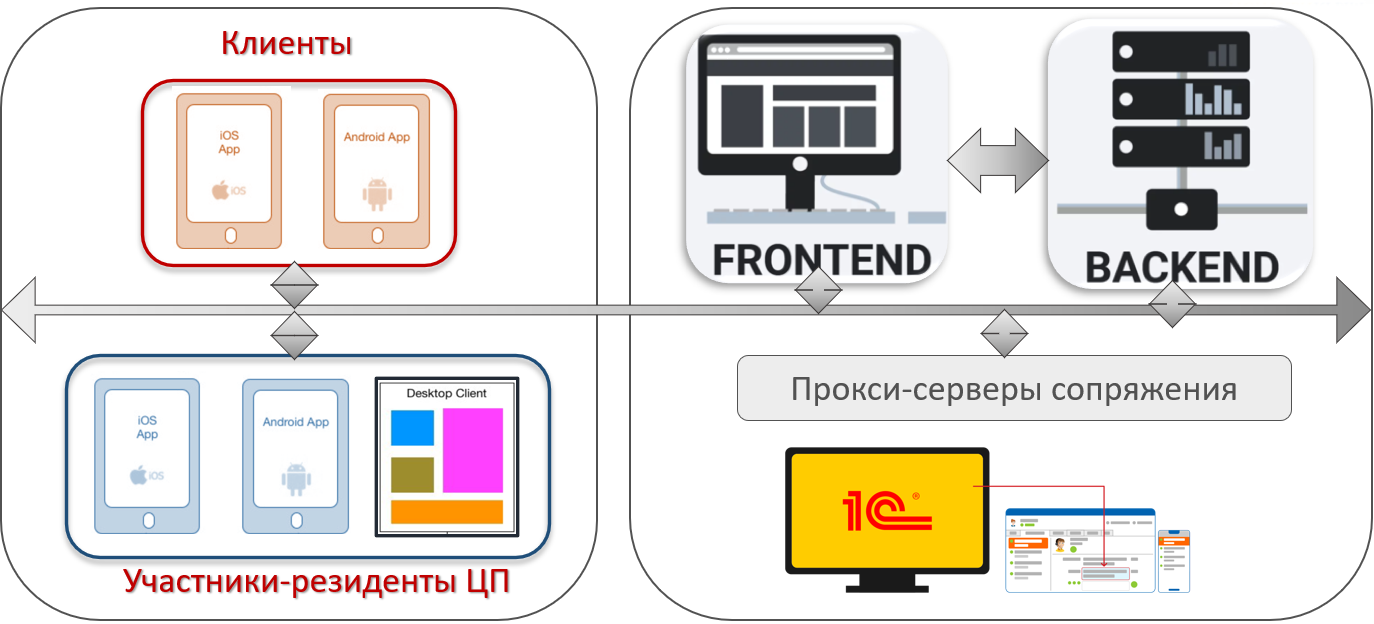 Клиенты
iOS
App
iOS
Android App
FRONTEND
BACKEND
Прокси-серверы сопряжения
iOS
App
iOS
Android App
Desktop Client
1С®
Участники-резиденты ЦП